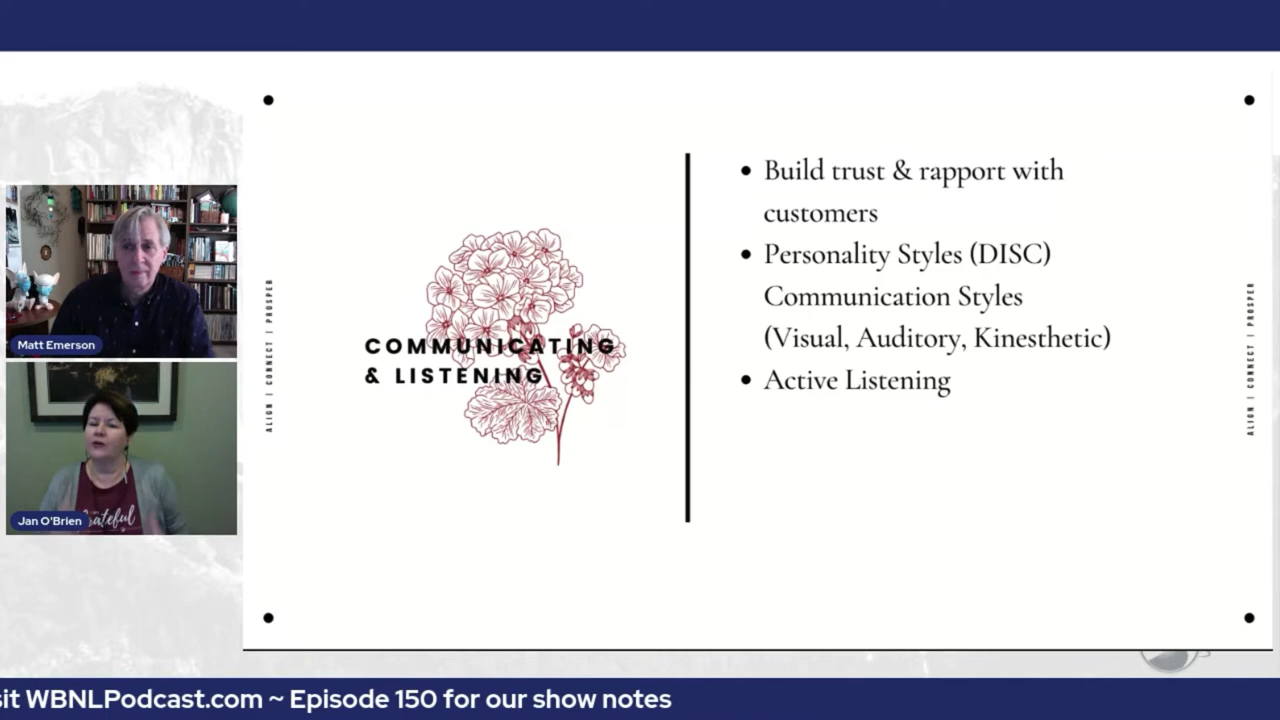 Matt Emerson
Jan O'Brien
ALIGN | CONNECT | PROSPER
COMMUNICATING
& LISTENING
• Build trust & rapport with
customers
• Personality Styles (DISC)
Communication Styles
(Visual, Auditory, Kinesthetic)
• Active Listening
ALIGN | CONNECT | PROSPER
sit WBNLPodcast.com ~ Episode 150 for our show notes